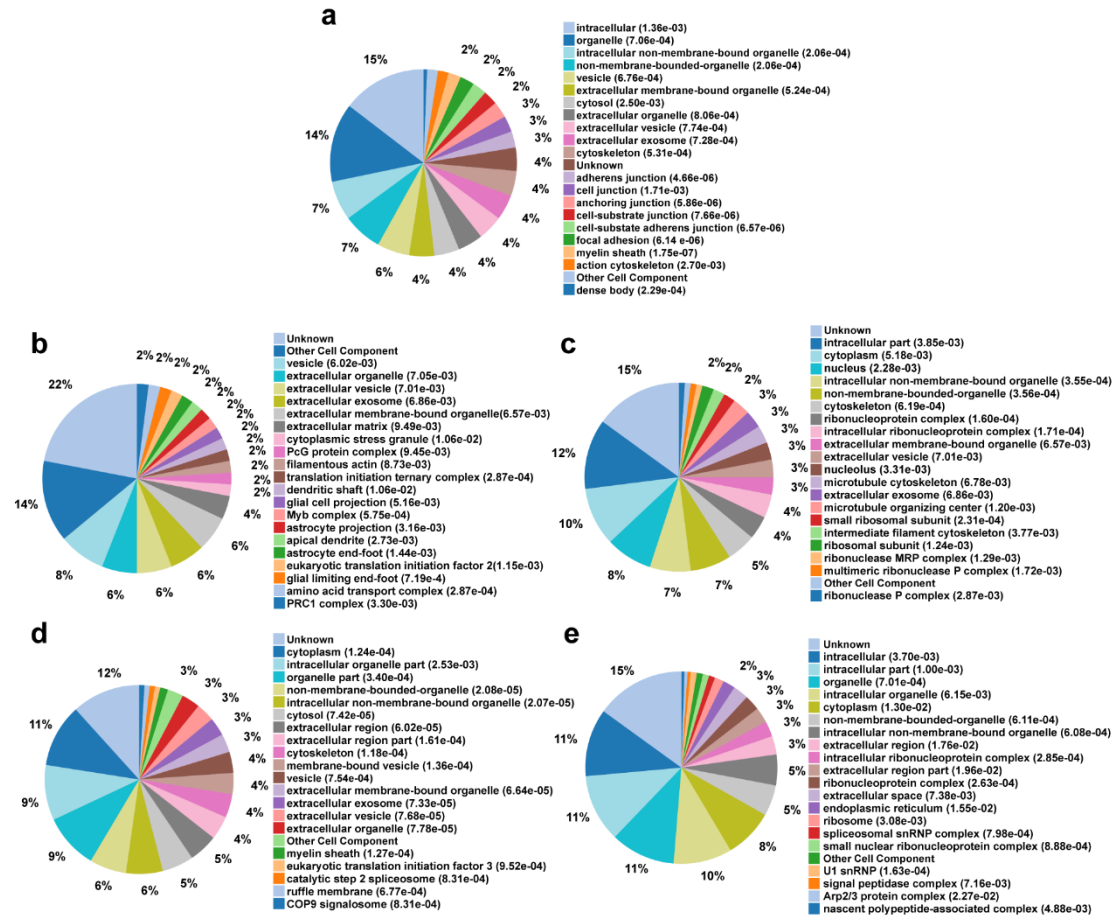 a
15%
14%
7%
7%
6%
4%
4%
4%
4%
4%
4%
4%
3%
3%
3%
2%
2%
2%
2%
intracellular (1.36e-03)
organelle (7.06e-04)
intracellular non-membrane-bound organelle (2.06e-04)
non-membrane-bounded-organelle (2.06e-04)
vesicle (6.76e-04)
extracellular membrane-bound organelle (5.24e-04)
cytosol (2.50e-03)
extracellular organelle (8.06e-04)
extracellular vesicle (7.74e-04)
extracellular exosome (7.28e-04)
cytoskeleton (5.31e-04)
Unknown
adherens junction (4.66e-06)
cell junction (1.71e-03)
anchoring junction (5.86e-06)
cell-substrate junction (7.66e-06)
cell-substate adherens junction (6.57e-06)
focal adhesion (6.14 e-06)
myelin sheath (1.75e-07)
action cytoskeleton (2.70e-03)
Other Cell Component
dense body (2.29e-04)
b
22%
14%
8%
6%
6%
6%
6%
4%
2%
2%
2%
2%
2%
2%
2%
2%
2%
2%
2%
2%
2%
Unknown
Other Cell Component
vesicle (6.02e-03)
extracellular organelle (7.05e-03)
extracellular vesicle (7.01e-03)
extracellular exosome (6.86e-03)
extracellular membrane-bound organelle(6.57e-03)
extracellular matrix (9.49e-03)
cytoplasmic stress granule (1.06e-02)
PcG protein complex (9.45e-03)
filamentous actin (8.73e-03)
translation initiation ternary complex (2.87e-04)
dendritic shaft (1.06e-02)
glial cell projection (5.16e-03)
Myb complex (5.75e-04)
astrocyte projection (3.16e-03)
apical dendrite (2.73e-03)
astrocyte end-foot (1.44e-03)
eukaryotic translation initiation factor 2(1.15e-03)
glial limiting end-foot (7.19e-4)
amino acid transport complex (2.87e-04)
PRC1 complex (3.30e-03)
c
15%
12%
10%
8%
7%
7%
5%
4%
4%
3%
3%
3%
3%
3%
2%
2%
2%
Unknown
intracellular part (3.85e-03)
cytoplasm (5.18e-03)
nucleus (2.28e-03)
intracellular non-membrane-bound organelle (3.55e-04)
non-membrane-bounded-organelle (3.56e-04)
cytoskeleton (6.19e-04)
ribonucleoprotein complex (1.60e-04)
intracellular ribonucleoprotein complex (1.71e-04)
extracellular membrane-bound organelle (6.57e-03)
extracellular vesicle (7.01e-03)
nucleolus (3.31e-03)
microtubule cytoskeleton (6.78e-03)
extracellular exosome (6.86e-03)
microtubule organizing center (1.20e-03)
small ribosomal subunit (2.31e-04)
intermediate filament cytoskeleton (3.77e-03)
ribosomal subunit (1.24e-03)
ribonuclease MRP complex (1.29e-03)
multimeric ribonuclease P complex (1.72e-03)
Other Cell Component
ribonuclease P complex (2.87e-03)
d
12%
11%
9%
9%
6%
6%
5%
5%
4%
4%
4%
4%
3%
3%
3%
3%
3%
Unknown
cytoplasm (1.24e-04)
intracellular organelle part (2.53e-03)
organelle part (3.40e-04)
non-membrane-bounded-organelle (2.08e-05)
intracellular non-membrane-bound organelle (2.07e-05)
cytosol (7.42e-05)
extracellular region (6.02e-05)
extracellular region part (1.61e-04)
cytoskeleton (1.18e-04)
membrane-bound vesicle (1.36e-04)
vesicle (7.54e-04)
extracellular membrane-bound organelle (6.64e-05)
extracellular exosome (7.33e-05)
extracellular vesicle (7.68e-05)
extracellular organelle (7.78e-05)
Other Cell Component
myelin sheath (1.27e-04)
eukaryotic translation initiation factor 3 (9.52e-04)
catalytic step 2 spliceosome (8.31e-04)
ruffle membrane (6.77e-04)
COP9 signalosome (8.31e-04)
e
15%
11%
11%
11%
10%
8%
5%
5%
3%
3%
3%
3%
3%
2%
Unknown
intracellular (3.70e-03)
intracellular part (1.00e-03)
organelle (7.01e-04)
intracellular organelle (6.15e-03)
cytoplasm (1.30e-02)
non-membrane-bounded-organelle (6.11e-04)
intracellular non-membrane-bound organelle (6.08e-04)
extracellular region (1.76e-02)
intracellular ribonucleoprotein complex (2.85e-04)
extracellular region part (1.96e-02)
ribonucleoprotein complex (2.63e-04)
extracellular space (7.38e-03)
endoplasmic reticulum (1.55e-02)
ribosome (3.08e-03)
spliceosomal snRNP complex (7.98e-04)
small nuclear ribonucleoprotein complex (8.88e-04)
Other Cell Component
U1 snRNP (1.63e-04)
signal peptidase complex (7.16e-03)
Arp2/3 protein complex (2.27e-02)
nascent polypeptide-associated complex (4.88e-03)